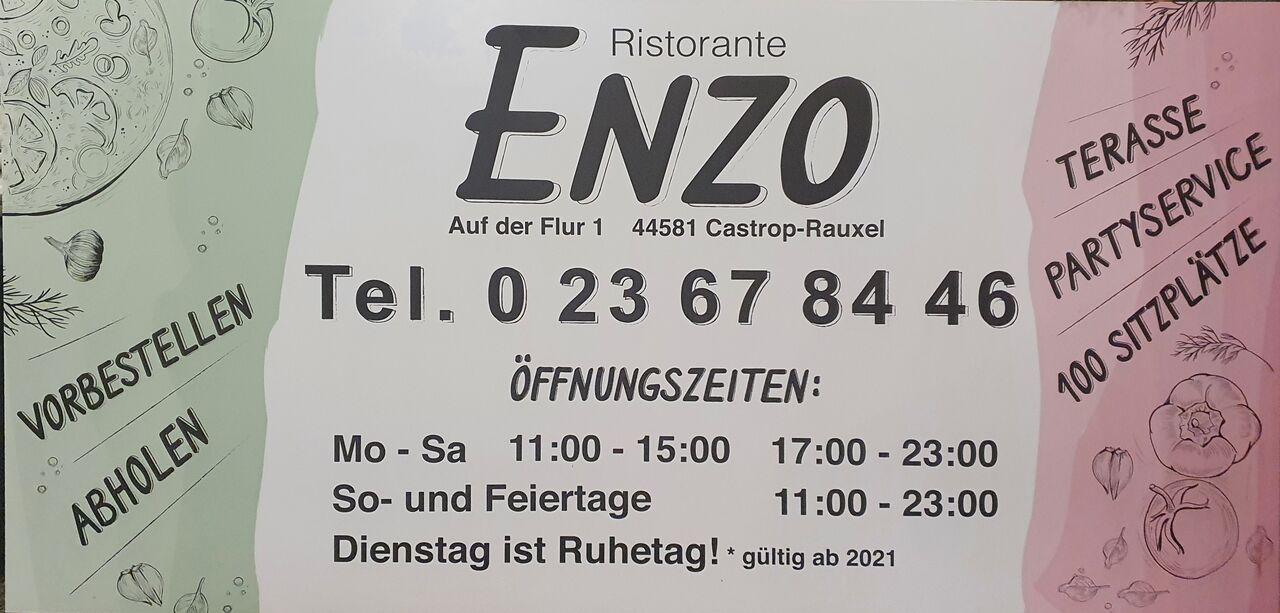 Ristorante
ENZO
Auf der Flur 1 44581 Castrop-Rauxel
Tel. 0 23 67 84 46
ÖFFNUNGSZEITEN:
Mo - Sa 11:00 - 15:00 17:00 - 23:00
So- und Feiertage 11:00 - 23:00
Dienstag ist Ruhetag! * gültig ab 2021
VORBESTELLEN
ABHOLEN
TERASSE
PARTYSERVICE
100 SITZPLÄTZE